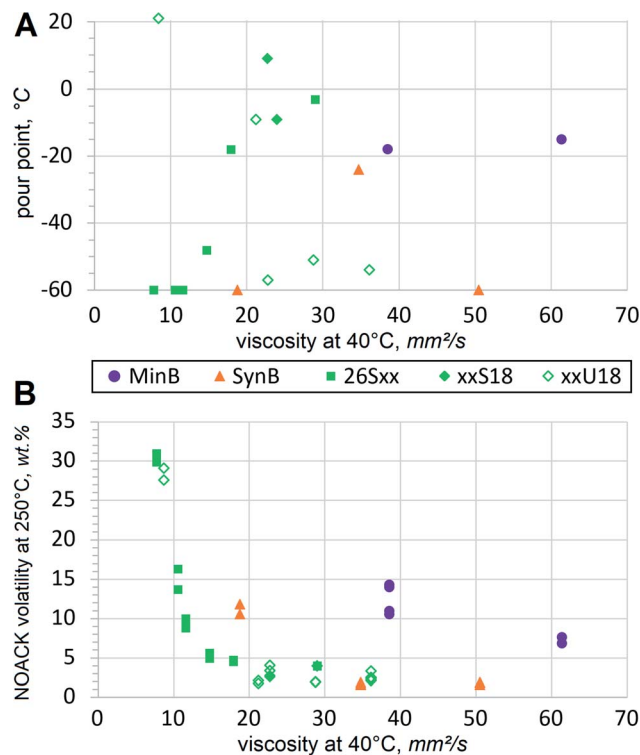 A
20
0
-20
-40
-60
pour point, °C
0 10 20 30 40 50 60 70
viscosity at 40°C, mm²/s
MinB SynB 26Sxx xxS18 xxU18
B
35
30
25
20
15
10
5
0
NOACK volatility at 250°C, wt.%
0 10 20 30 40 50 60 70
viscosity at 40°C, mm²/s